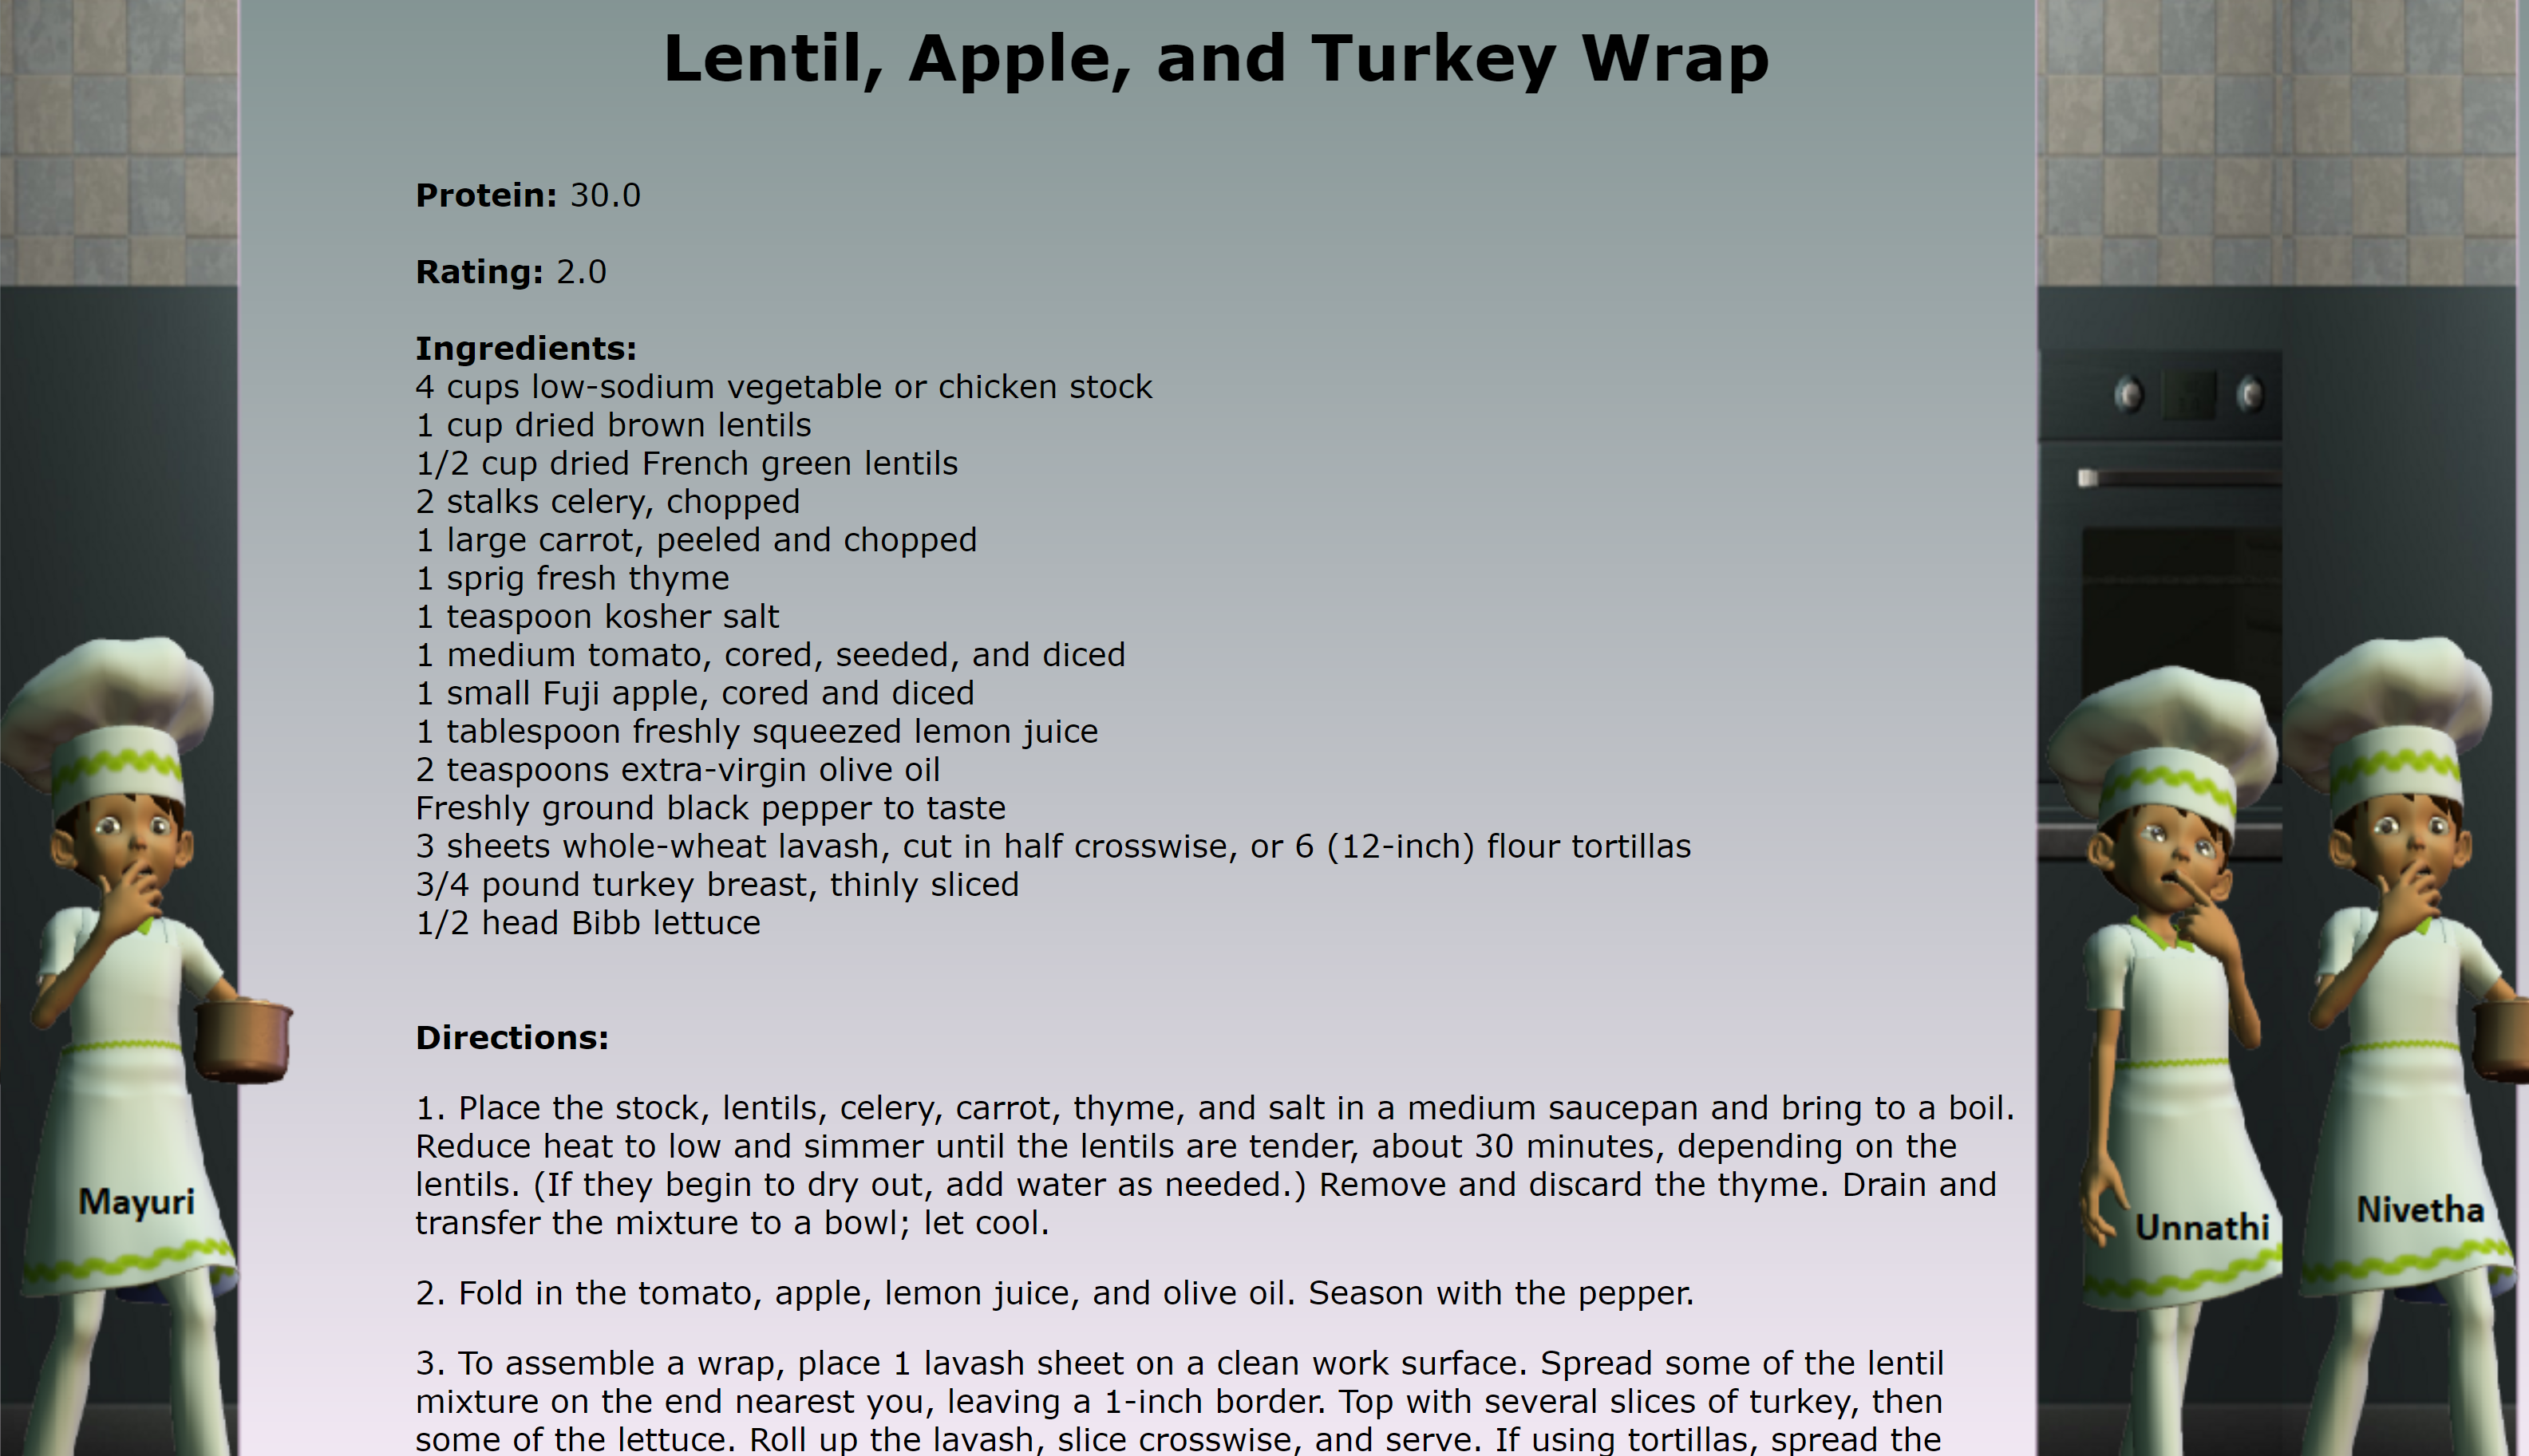 Lentil, Apple, and Turkey Wrap
Protein: 30.0
Rating: 2.0
Ingredients:
4 cups low-sodium vegetable or chicken stock
1 cup dried brown lentils
1/2 cup dried French green lentils
2 stalks celery, chopped
1 large carrot, peeled and chopped
1 sprig fresh thyme
1 teaspoon kosher salt
1 medium tomato, cored, seeded, and diced
1 small Fuji apple, cored and diced
1 tablespoon freshly squeezed lemon juice
2 teaspoons extra-virgin olive oil
Freshly ground black pepper to taste
3 sheets whole-wheat lavash, cut in half crosswise, or 6 (12-inch) flour tortillas
3/4 pound turkey breast, thinly sliced
1/2 head Bibb lettuce
Directions:
1. Place the stock, lentils, celery, carrot, thyme, and salt in a medium saucepan and bring to a boil.
Reduce heat to low and simmer until the lentils are tender, about 30 minutes, depending on the
lentils. (If they begin to dry out, add water as needed.) Remove and discard the thyme. Drain and
transfer the mixture to a bowl; let cool.
2. Fold in the tomato, apple, lemon juice, and olive oil. Season with the pepper.
3. To assemble a wrap, place 1 lavash sheet on a clean work surface. Spread some of the lentil
mixture on the end nearest you, leaving a 1-inch border. Top with several slices of turkey, then
some of the lettuce. Roll up the lavash, slice crosswise, and serve. If using tortillas, spread the
Mayuri
Unnathi
Nivetha